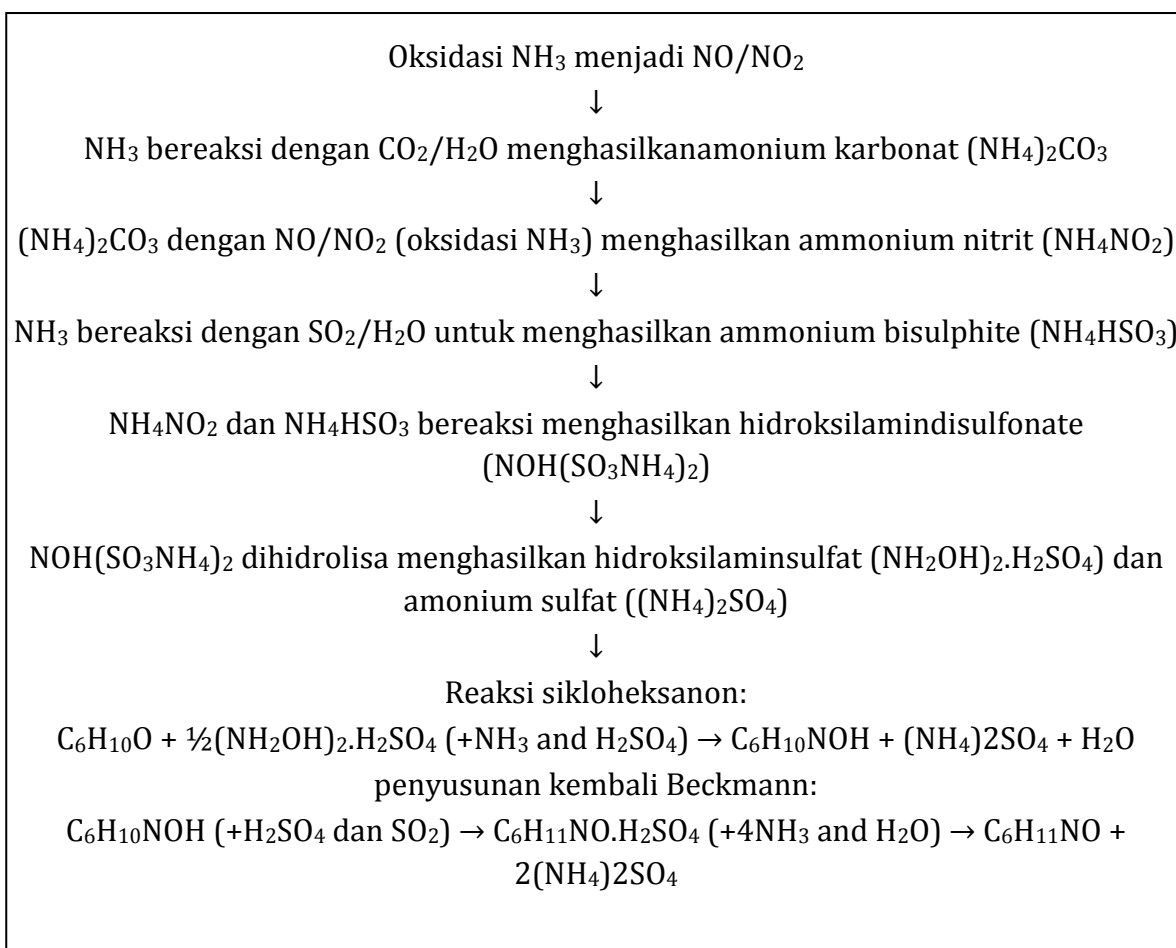 Oksidasi NH₃ menjadi NO/NO₂
↓
NH₃ bereaksi dengan CO₂/H₂O menghasilkanamonium karbonat (NH₄)₂CO₃
↓
(NH₄)₂CO₃ dengan NO/NO₂ (oksidasi NH₃) menghasilkan ammonium nitrit (NH₄NO₂)
↓
NH₃ bereaksi dengan SO₂/H₂O untuk menghasilkan ammonium bisulphite (NH₄HSO₃)
↓
NH₄NO₂ dan NH₄HSO₃ bereaksi menghasilkan hidroksilamindisulfonate
(NOH(SO₃NH₄)₂)
↓
NOH(SO₃NH₄)₂ dihidrolisa menghasilkan hidroksilaminsulfat (NH₂OH)₂.H₂SO₄) dan
amonium sulfat ((NH₄)₂SO₄)
↓
Reaksi sikloheksanon:
C₆H₁₀O + ½(NH₂OH)₂.H₂SO₄ (+NH₃ and H₂SO₄) → C₆H₁₀NOH + (NH₄)2SO₄ + H₂O
penyusunan kembali Beckmann:
C₆H₁₀NOH (+H₂SO₄ dan SO₂) → C₆H₁₁NO.H₂SO₄ (+4NH₃ and H₂O) → C₆H₁₁NO +
2(NH₄)2SO₄